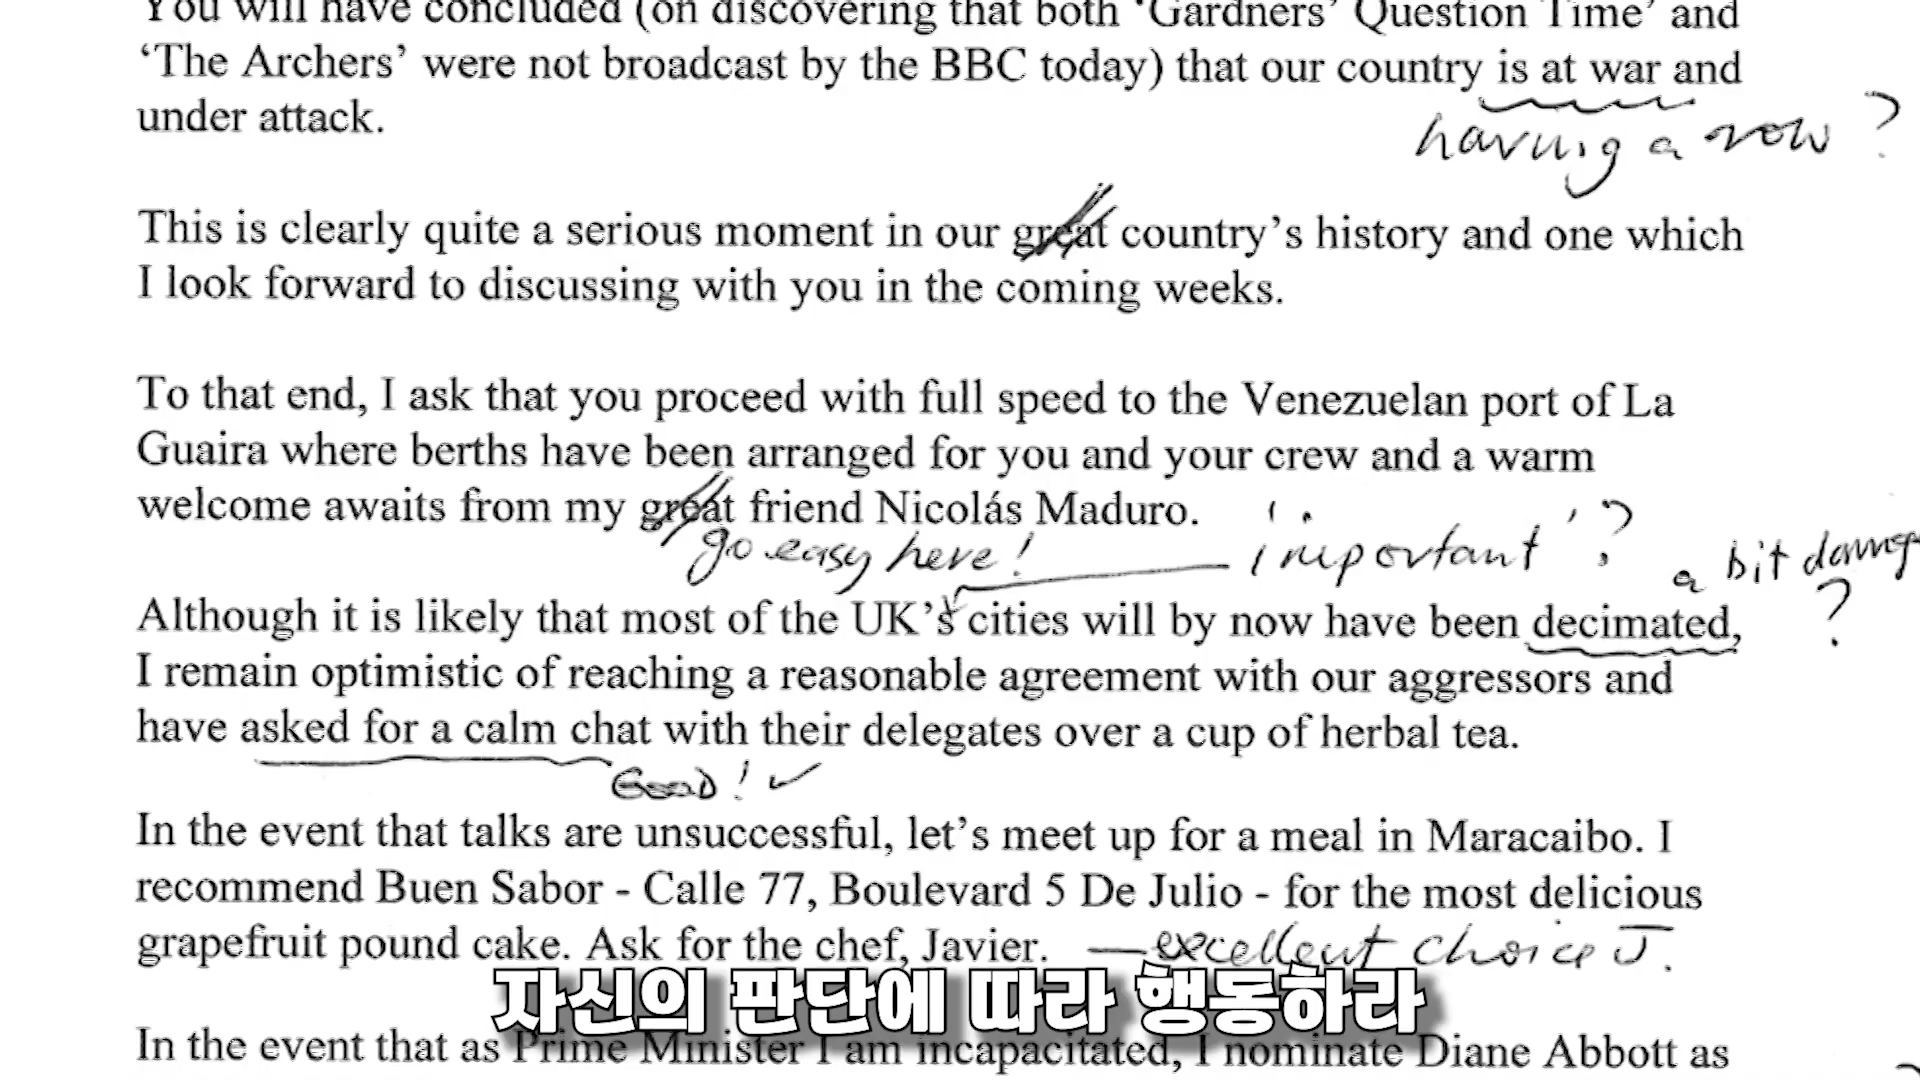 You will have concluded (on discovering that both ‘Gardners’ Question Time’ and
‘The Archers’ were not broadcast by the BBC today) that our country is at war and
under attack.
having a row ?
This is clearly quite a serious moment in our great country’s history and one which
I look forward to discussing with you in the coming weeks.
To that end, I ask that you proceed with full speed to the Venezuelan port of La
Guaira where berths have been arranged for you and your crew and a warm
welcome awaits from my great friend Nicolás Maduro.
go easy here! 'important'?
a bit
?
Although it is likely that most of the UK’s cities will by now have been decimated,
I remain optimistic of reaching a reasonable agreement with our aggressors and
have asked for a calm chat with their delegates over a cup of herbal tea.
Good! ✓
In the event that talks are unsuccessful, let’s meet up for a meal in Maracaibo. I
recommend Buen Sabor - Calle 77, Boulevard 5 De Julio - for the most delicious
grapefruit pound cake. Ask for the chef, Javier. — excellent choice J.
자신의 판단에 따라 행동하라
In the event that as Prime Minister I am incapacitated, I nominate Diane Abbott as